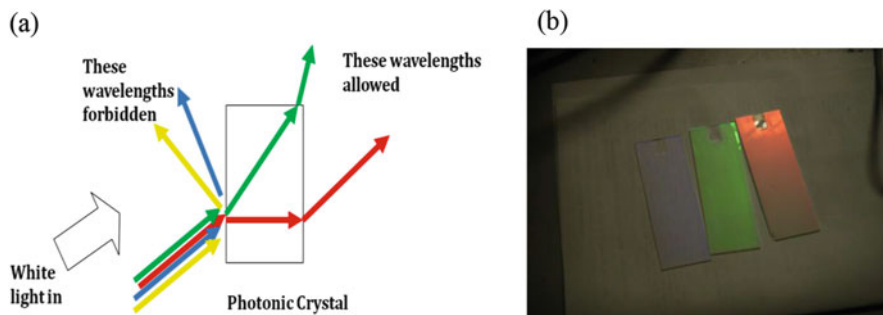 (a)
(b)
These
wavelengths
forbidden
These wavelengths
allowed
White
light in
Photonic Crystal